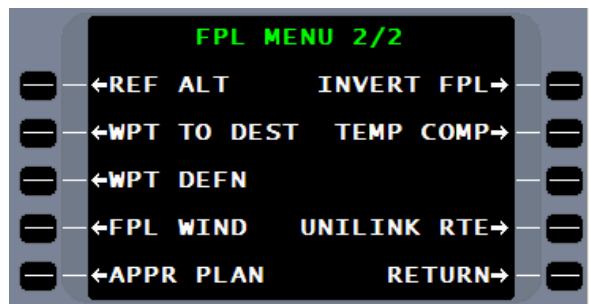 FPL MENU 2/2
←REF ALT INVERT FPL→
←WPT TO DEST TEMP COMP→
←WPT DEFN
←FPL WIND UNILINK RTE→
←APPR PLAN RETURN→